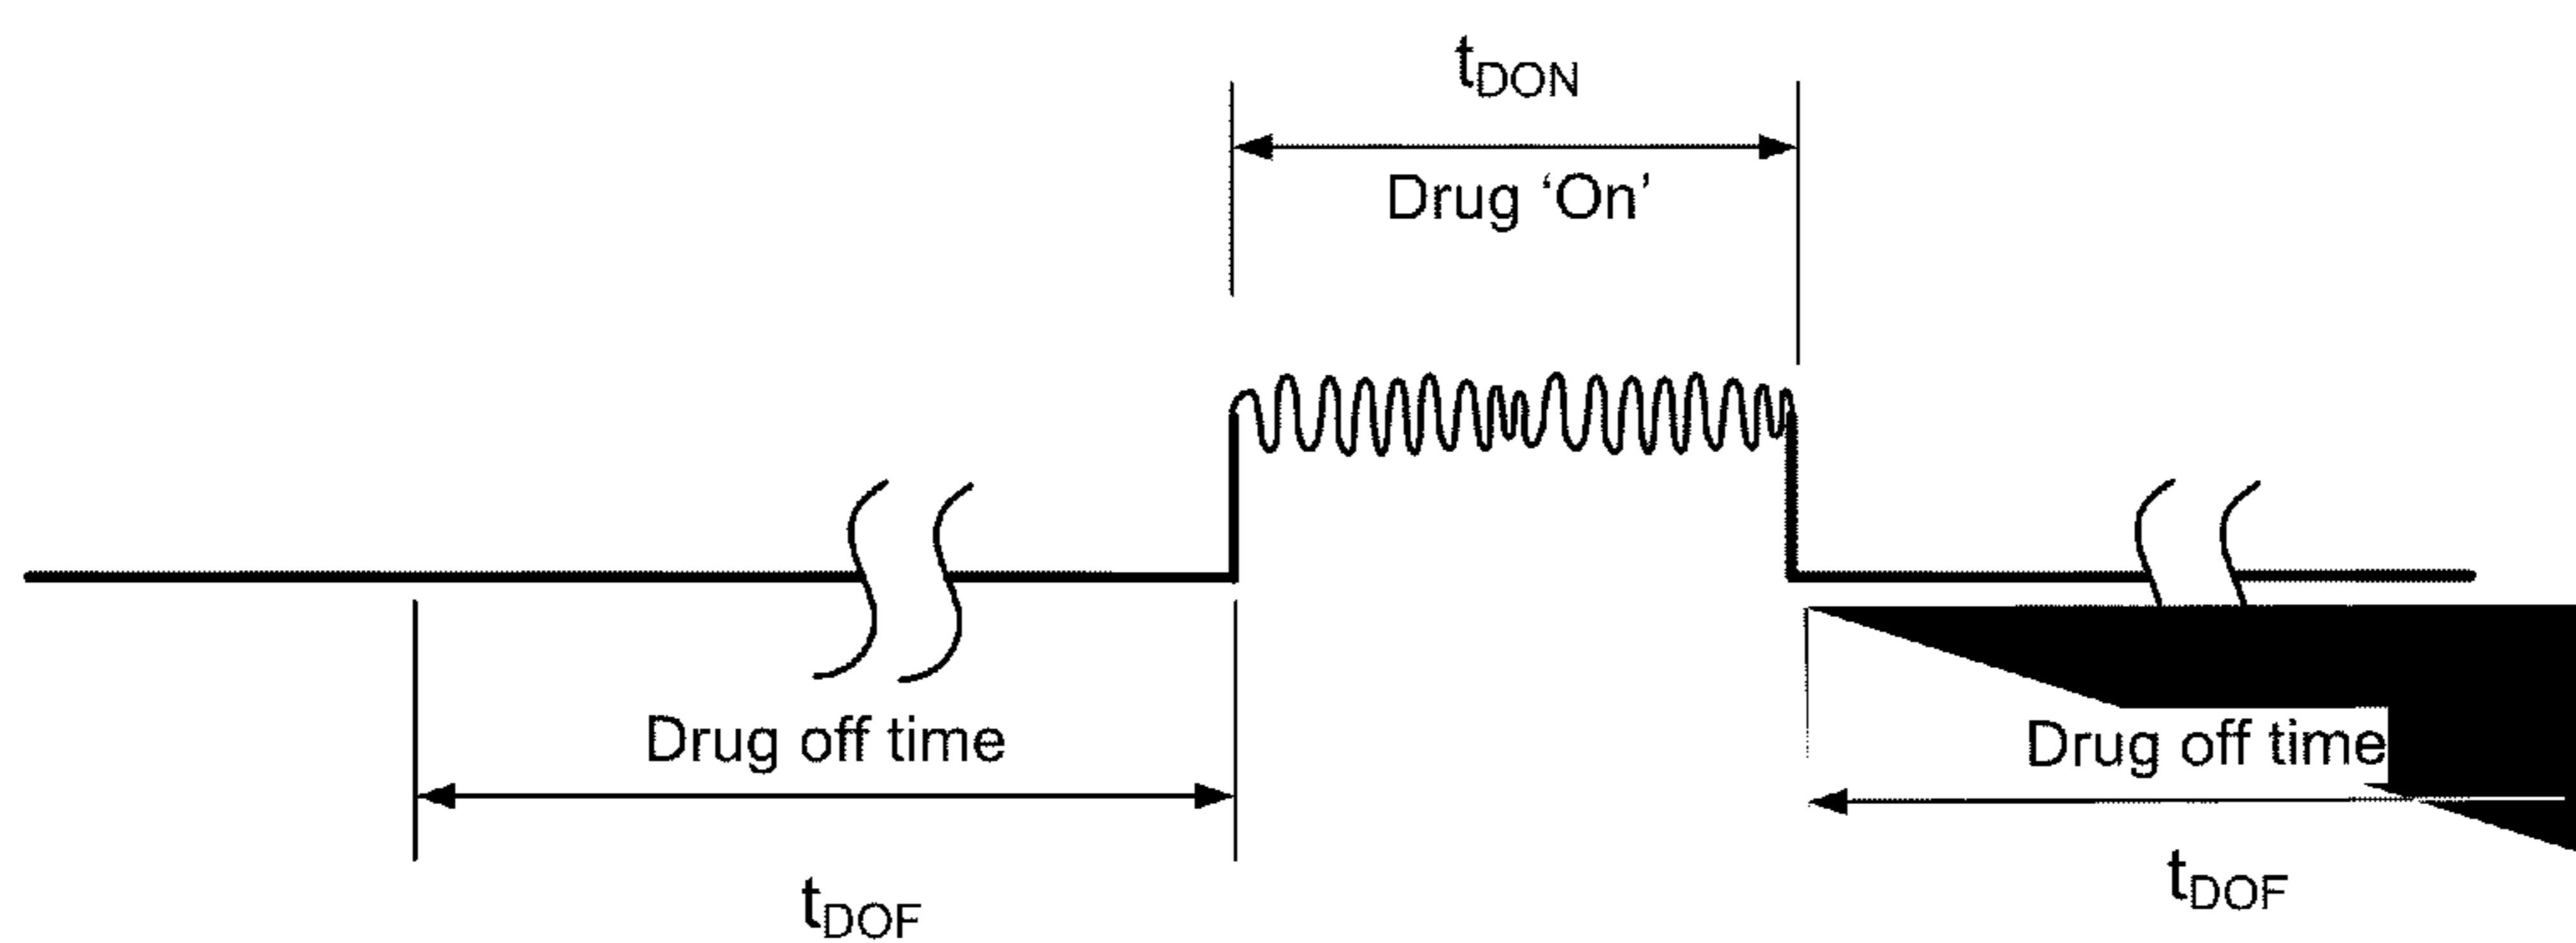 tDON
Drug ‘On’
Drug off time
tDOF
Drug off time
tDOF